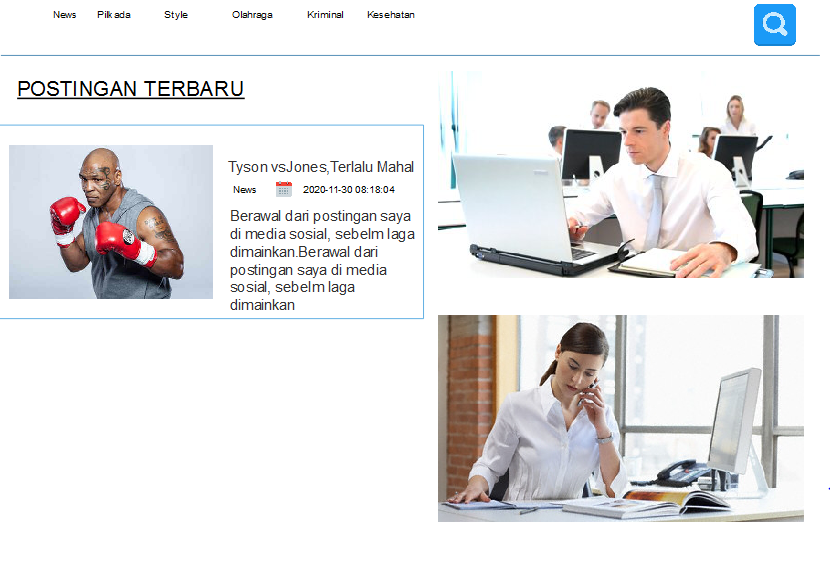 News Pilkada Style Olahraga Kriminal Kesehatan
POSTINGAN TERBARU
Tyson vsJones,Terlalu Mahal
News 2020-11-30 08:18:04
Berawal dari postingan saya
di media sosial, sebelm laga
dimainkan.Berawal dari
postingan saya di media
sosial, sebelm laga
dimainkan